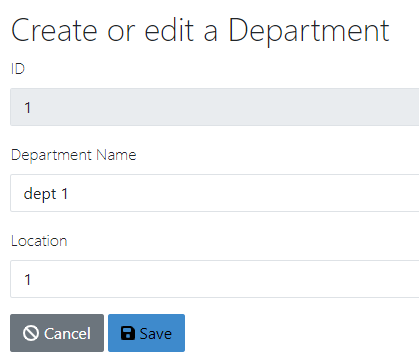 Create or edit a Department
ID
1
Department Name
dept 1
Location
1
Cancel Save